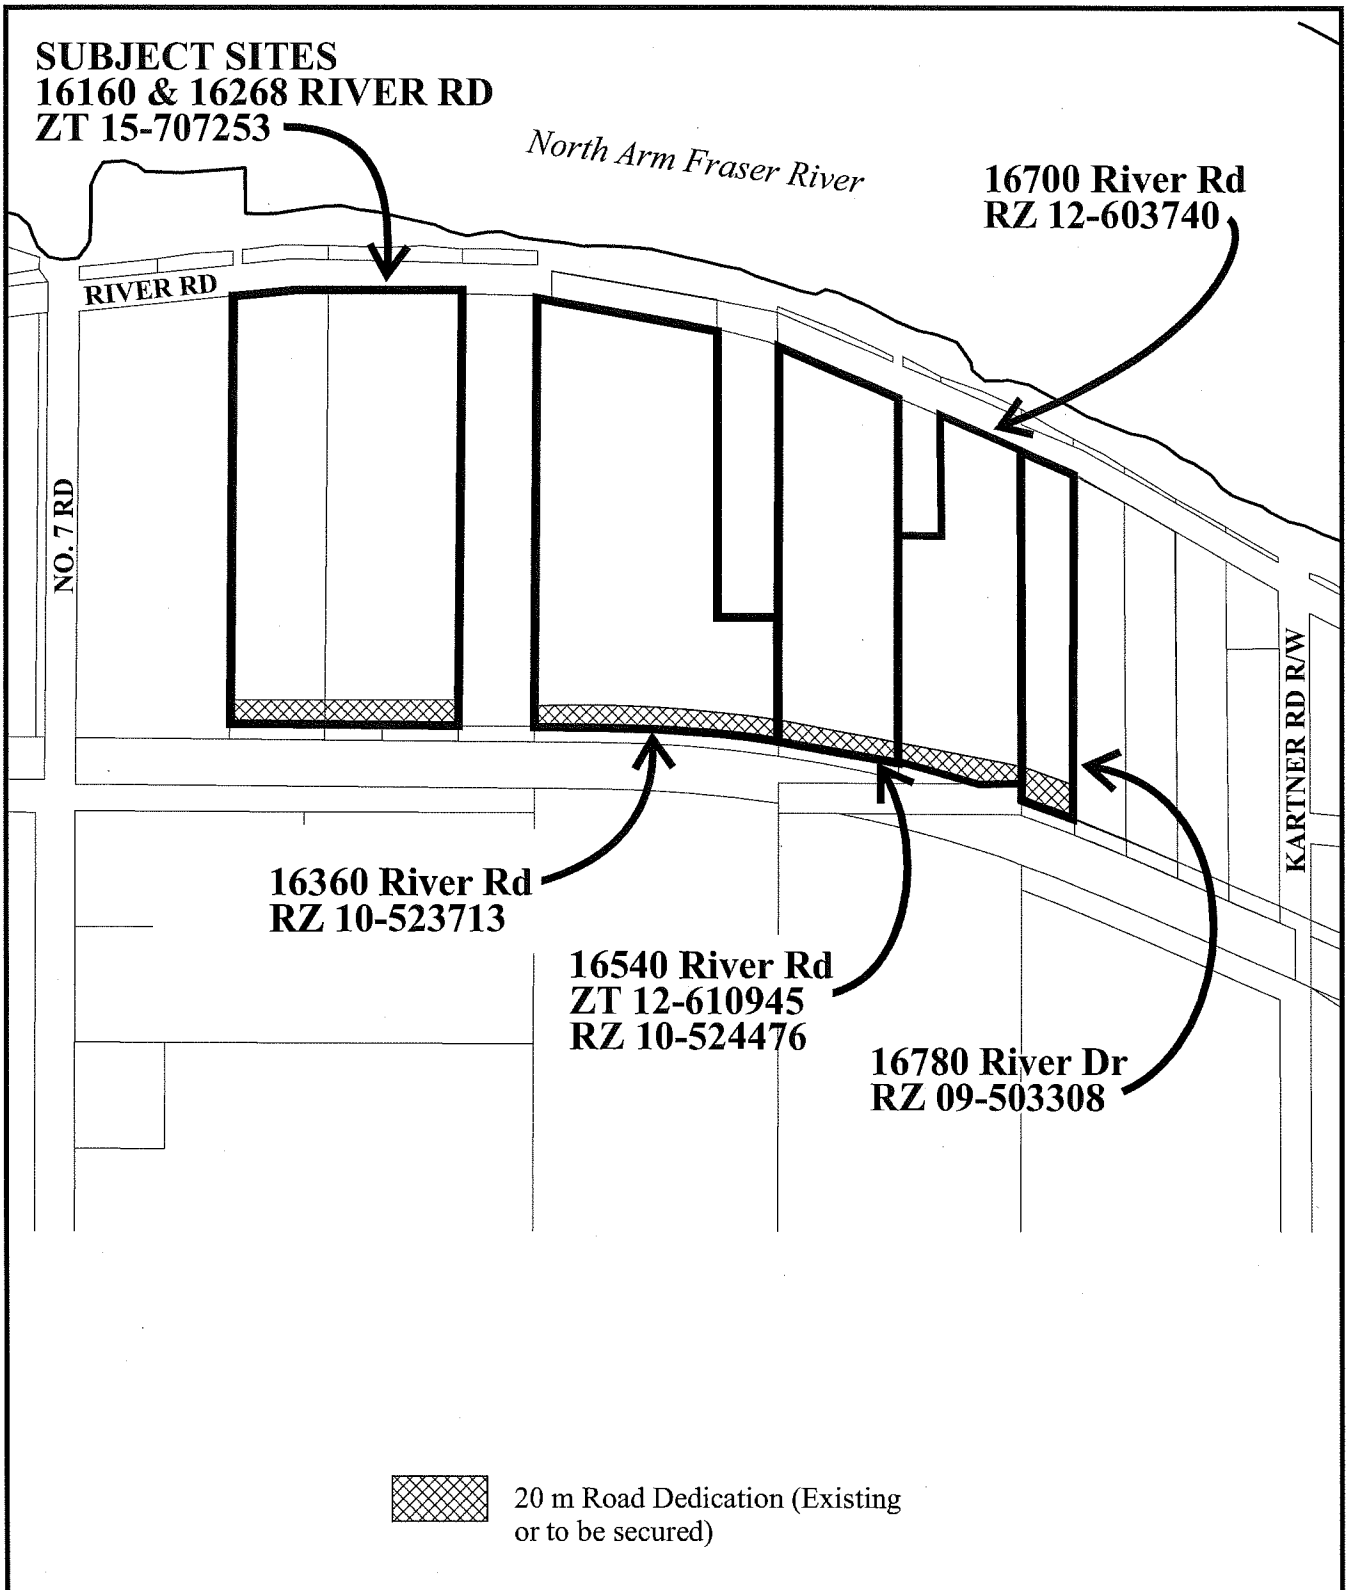 SUBJECT SITES
16160 & 16268 RIVER RD
ZT 15-707253
North Arm Fraser River
16700 River Rd
RZ 12-603740
RIVER RD
NO. 7 RD
KARTNER RD R/W
16360 River Rd
RZ 10-523713
16540 River Rd
ZT 12-610945
RZ 10-524476
16780 River Dr
RZ 09-503308
20 m Road Dedication (Existing
or to be secured)